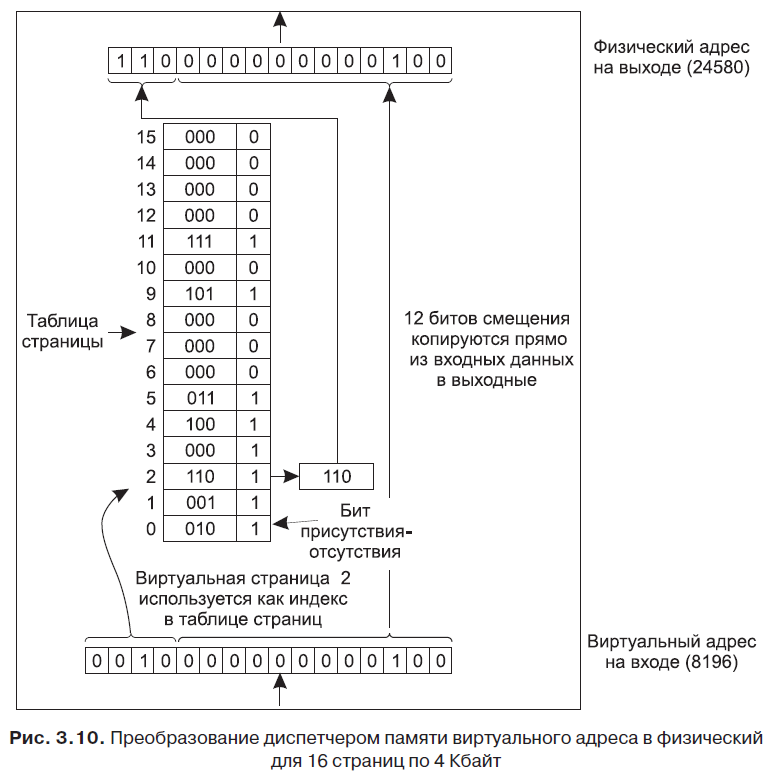 1 1 0 0 0 0 0 0 0 0 0 0 1 0 0
Физический адрес
на выходе (24580)
15 000 0
14 000 0
13 000 0
12 000 0
11 111 1
10 000 0
9 101 1
8 000 0
7 000 0
6 000 0
5 011 1
4 100 1
3 000 1
2 110 1
110
1 001 1
0 010 1
Таблица
страницы
12 битов смещения
копируются прямо
из входных данных
в выходные
Бит
присутствия-
отсутствия
Виртуальная страница 2
используется как индекс
в таблице страниц
0 0 1 0 0 0 0 0 0 0 0 0 0 1 0 0
Виртуальный адрес
на входе (8196)
Рис. 3.10. Преобразование диспетчером памяти виртуального адреса в физический
для 16 страниц по 4 Кбайт